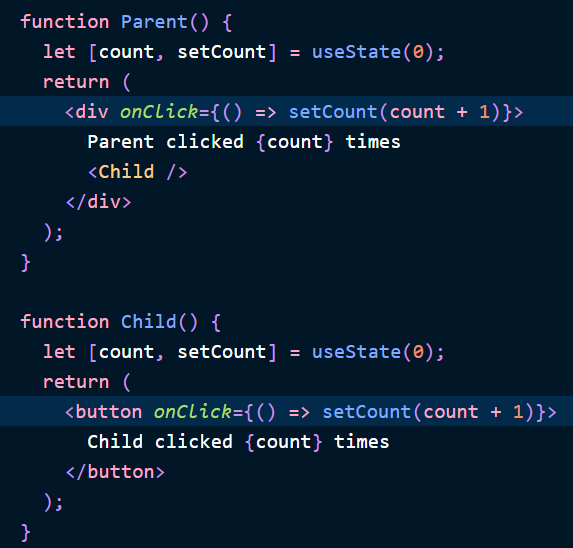 function Parent() {
  let [count, setCount] = useState(0);
  return (
    <div onClick={() => setCount(count + 1)}>
      Parent clicked {count} times
      <Child />
    </div>
  );
}

function Child() {
  let [count, setCount] = useState(0);
  return (
    <button onClick={() => setCount(count + 1)}>
      Child clicked {count} times
    </button>
  );
}